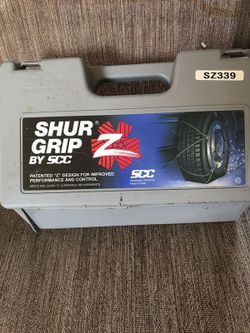 SZ339
SHUR
GRIP
BY SCC
Z
PATENTED "Z" DESIGN FOR IMPROVED
PERFORMANCE AND CONTROL
SCC